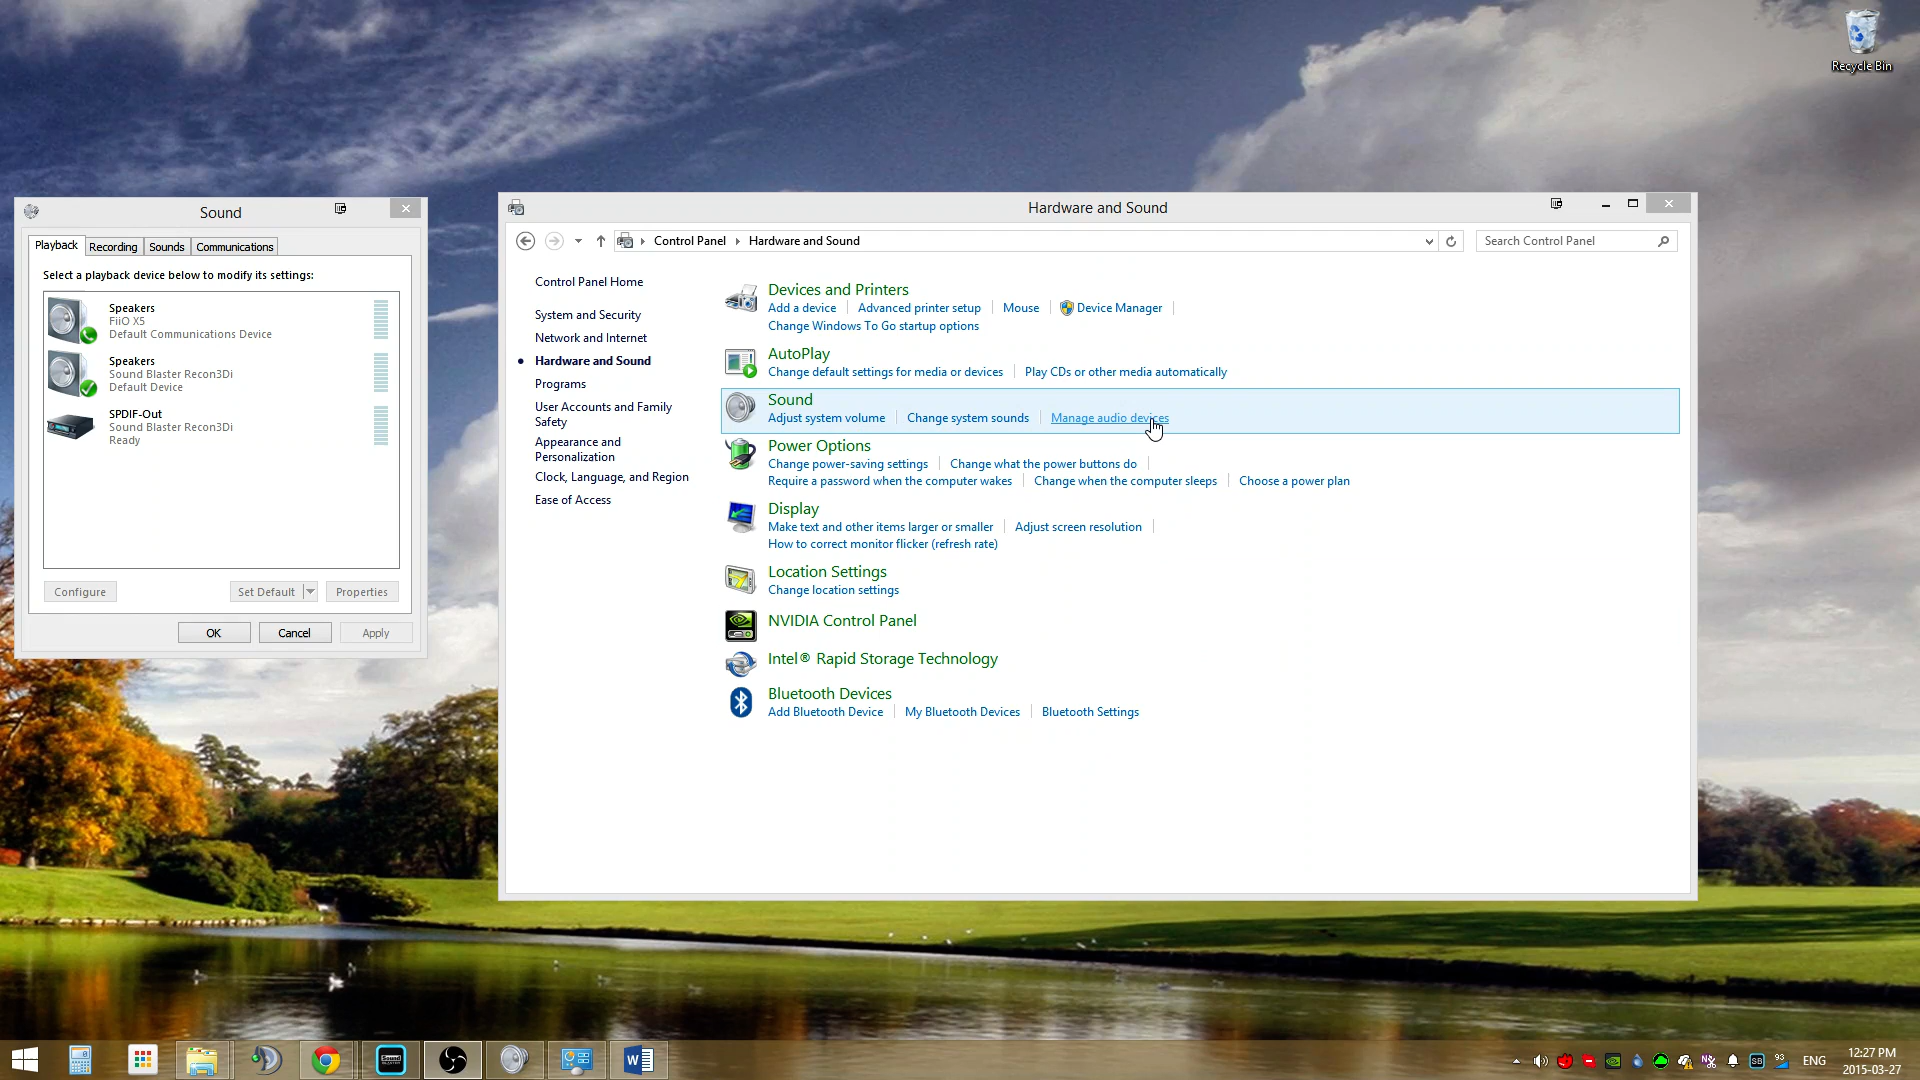 Recycle Bin
Sound
Playback Recording Sounds Communications
Select a playback device below to modify its settings:
Speakers
FiiO X5
Default Communications Device
Speakers
Sound Blaster Recon3Di
Default Device
SPDIF-Out
Sound Blaster Recon3Di
Ready
Configure Set Default Properties
OK Cancel Apply
Hardware and Sound
Control Panel Hardware and Sound
Search Control Panel
Control Panel Home
System and Security
Network and Internet
Hardware and Sound
Programs
User Accounts and Family
Safety
Appearance and
Personalization
Clock, Language, and Region
Ease of Access
Devices and Printers
Add a device Advanced printer setup Mouse Device Manager
Change Windows To Go startup options
AutoPlay
Change default settings for media or devices Play CDs or other media automatically
Sound
Adjust system volume Change system sounds Manage audio devices
Power Options
Change power-saving settings Change what the power buttons do
Require a password when the computer wakes Change when the computer sleeps Choose a power plan
Display
Make text and other items larger or smaller Adjust screen resolution
How to correct monitor flicker (refresh rate)
Location Settings
Change location settings
NVIDIA Control Panel
Intel® Rapid Storage Technology
Bluetooth Devices
Add Bluetooth Device My Bluetooth Devices Bluetooth Settings
SB 93 ENG
12:27 PM
2015-03-27